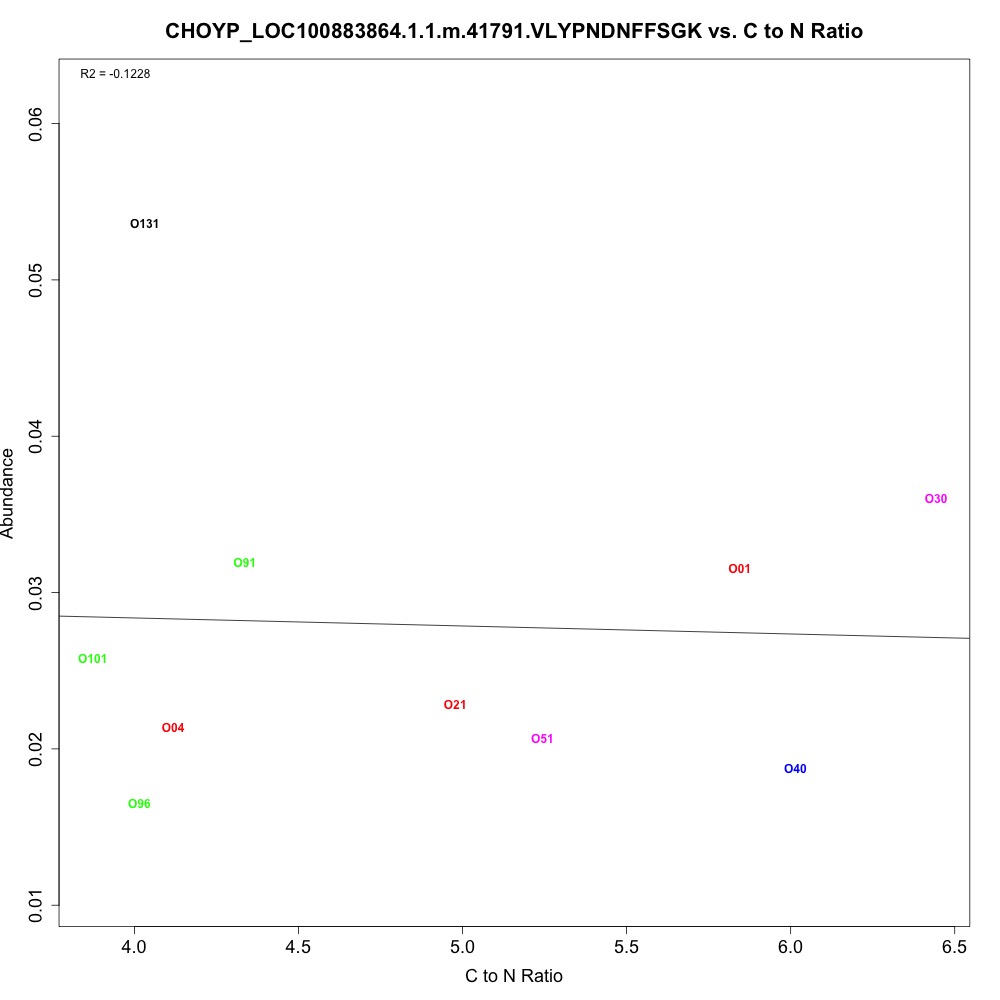 CHOYP_LOC100883864.1.1.m.41791.VLYPNDNFFSGK vs. C to N Ratio
R2 = -0.1228
0.06
O131
0.05
0.04
Abundance
O30
O91
O01
0.03
O101
O21
O04
O51
0.02
O40
O96
0.01
4.0 4.5 5.0 5.5 6.0 6.5
C to N Ratio